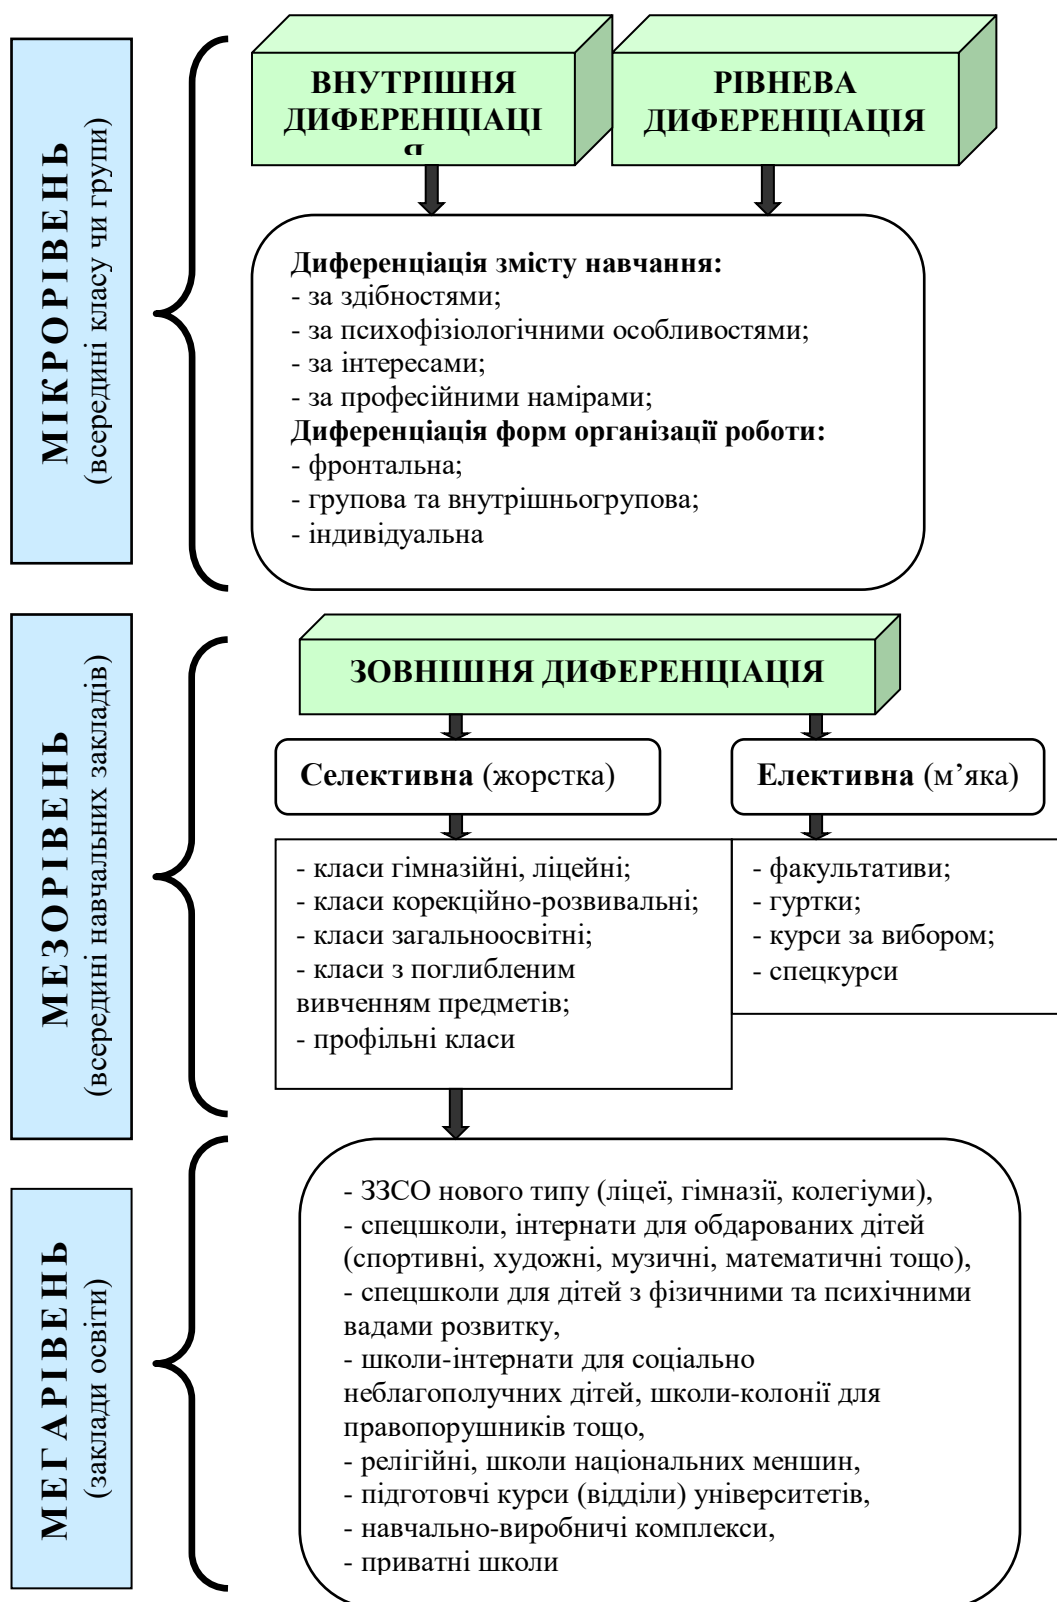 МІКРОРІВЕНЬ
(всередині класу чи групи)
ВНУТРІШНЯ
ДИФЕРЕНЦІАЦІ
Я
РІВНЕВА
ДИФЕРЕНЦІАЦІЯ
Диференціація змісту навчання:
- за здібностями;
- за психофізіологічними особливостями;
- за інтересами;
- за професійними намірами;
Диференціація форм організації роботи:
- фронтальна;
- групова та внутрішньогрупова;
- індивідуальна
МЕЗОРІВЕНЬ
(всередині навчальних закладів)
ЗОВНІШНЯ ДИФЕРЕНЦІАЦІЯ
Селективна (жорстка)
Елективна (м’яка)
- класи гімназійні, ліцейні;
- класи корекційно-розвивальні;
- класи загальноосвітні;
- класи з поглибленим
вивченням предметів;
- профільні класи
- факультативи;
- гуртки;
- курси за вибором;
- спецкурси
МЕГАРІВЕНЬ
(заклади освіти)
- ЗЗСО нового типу (ліцеї, гімназії, колегіуми),
- спецшколи, інтернати для обдарованих дітей
(спортивні, художні, музичні, математичні тощо),
- спецшколи для дітей з фізичними та психічними
вадами розвитку,
- школи-інтернати для соціально
неблагополучних дітей, школи-колонії для
правопорушників тощо,
- релігійні, школи національних меншин,
- підготовчі курси (відділи) університетів,
- навчально-виробничі комплекси,
- приватні школи